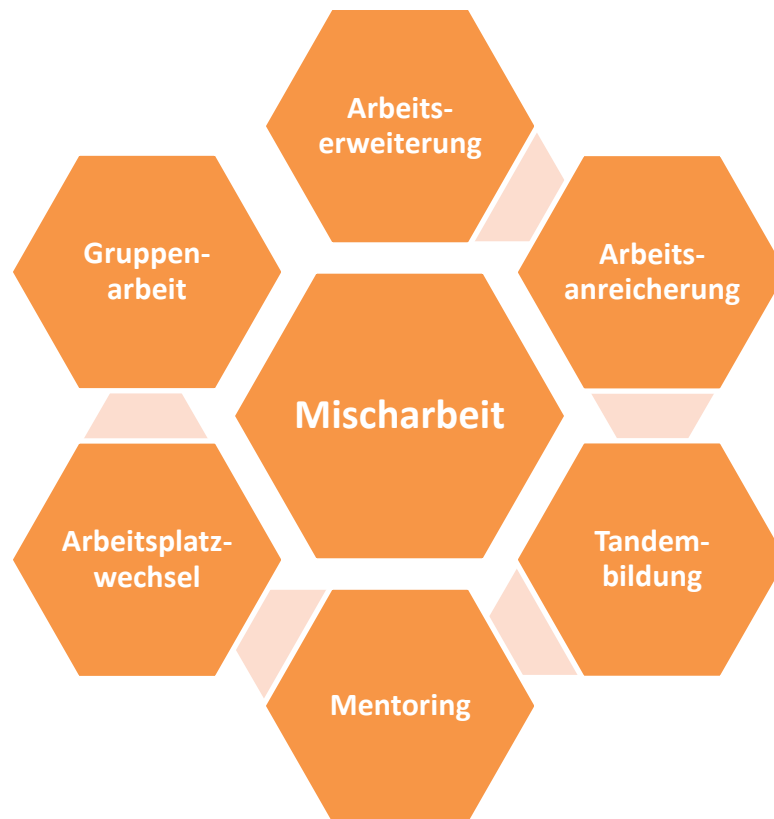 Arbeits-
erweiterung
Arbeits-
anreicherung
Tandem-
bildung
Mentoring
Arbeitsplatz-
wechsel
Gruppen-
arbeit
Mischarbeit